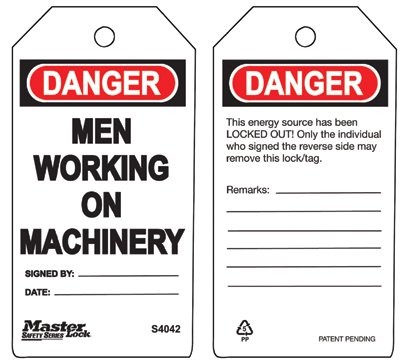 DANGER
MEN
WORKING
ON
MACHINERY
SIGNED BY:
DATE:
Master Lock
SAFETY SERIES
S4042
DANGER
This energy source has been
LOCKED OUT! Only the individual
who signed the reverse side may
remove this lock/tag.
Remarks:
5
PP
PATENT PENDING